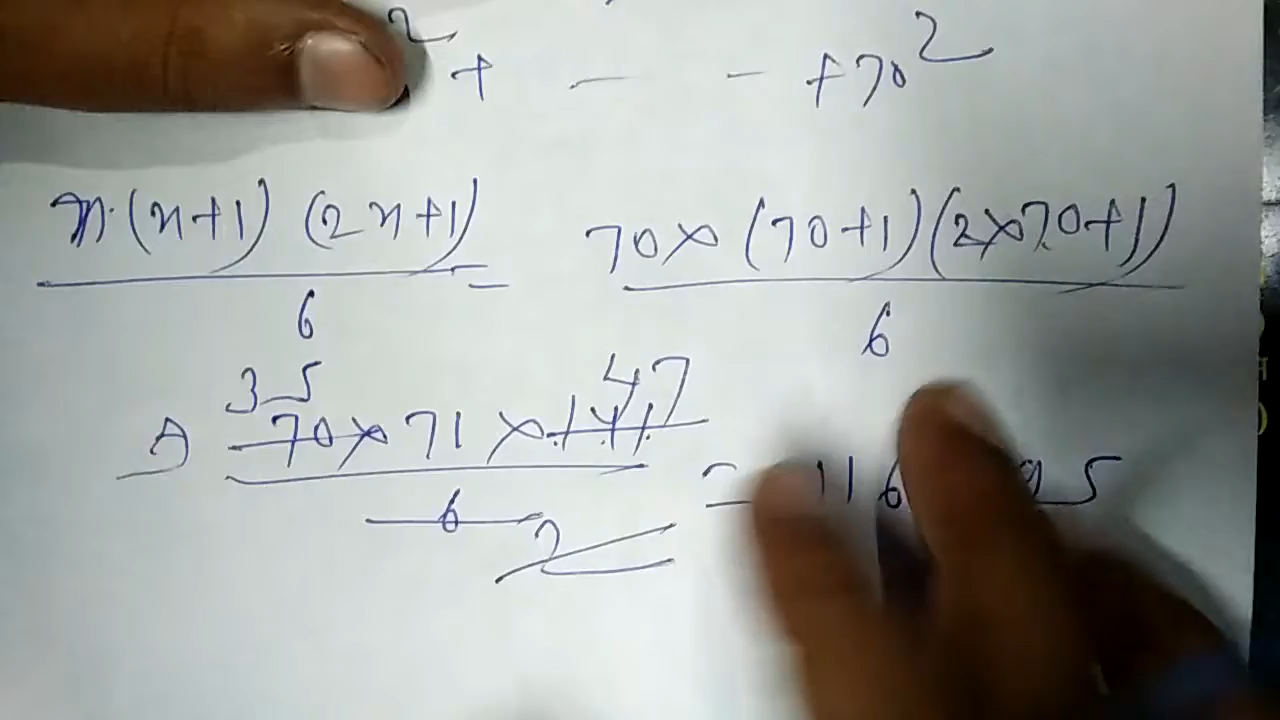 2 + - - + 70²
n.(n+1) (2n+1) = 70× (70+1)(2×70+1)
6 6
35 47
70×71×141 = 116 95
6
2